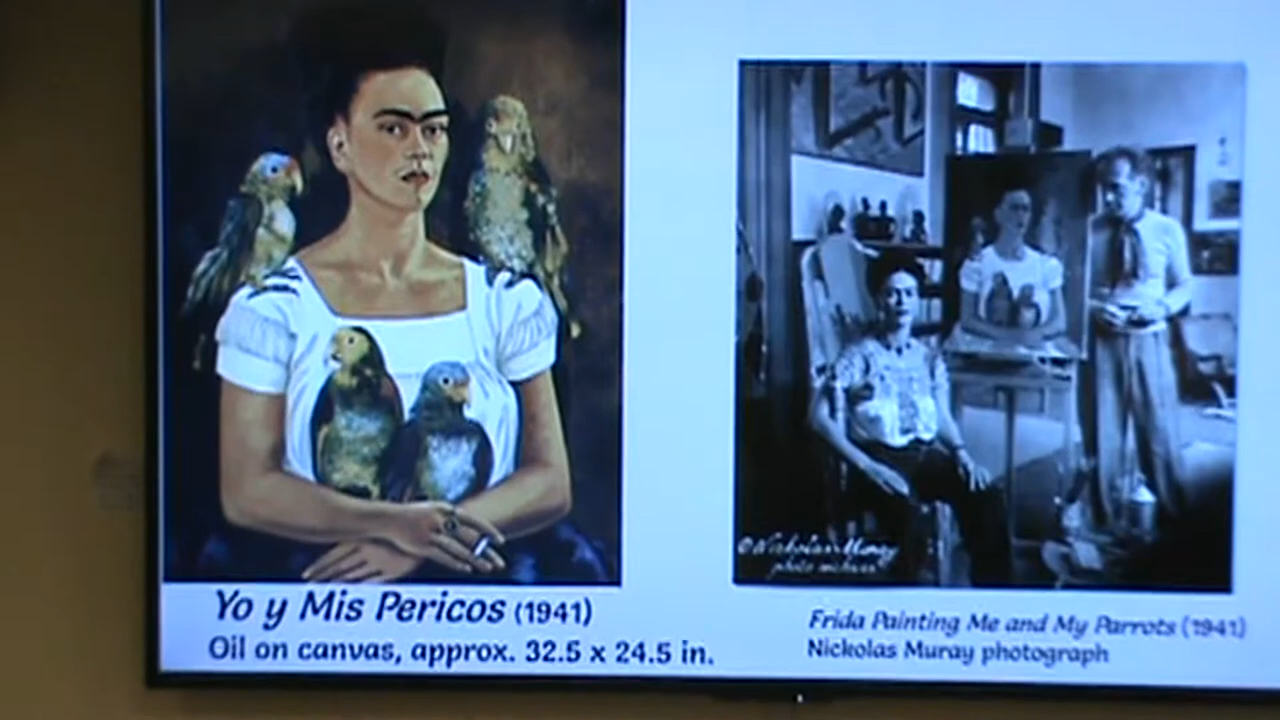 Yo y Mis Pericos (1941)
Oil on canvas, approx. 32.5 x 24.5 in.
© Nickolas Muray
photo archives
Frida Painting Me and My Parrots (1941)
Nickolas Muray photograph